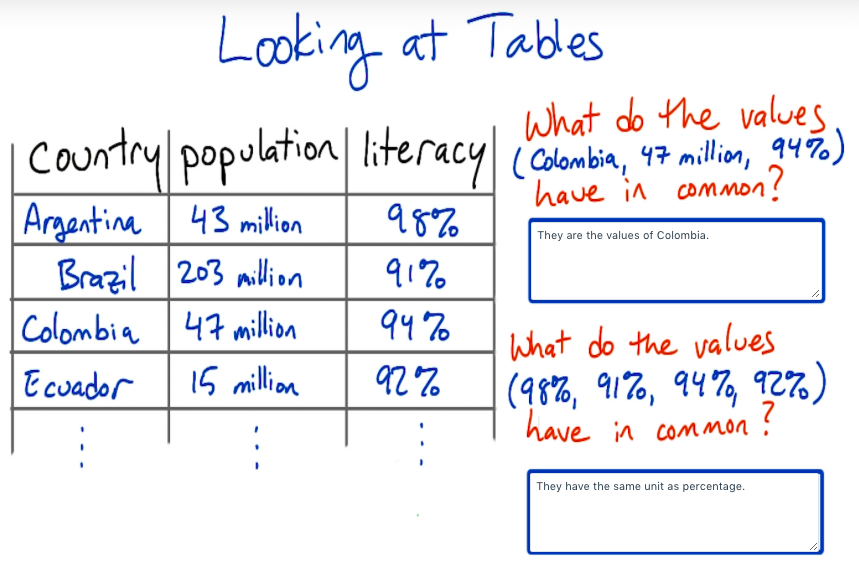 Looking at Tables
country population literacy
Argentina 43 million 98%
Brazil 203 million 91%
Colombia 47 million 94%
Ecuador 15 million 92%
What do the values
(Colombia, 47 million, 94%)
have in common?
They are the values of Colombia.
What do the values
(98%, 91%, 94%, 92%)
have in common?
They have the same unit as percentage.